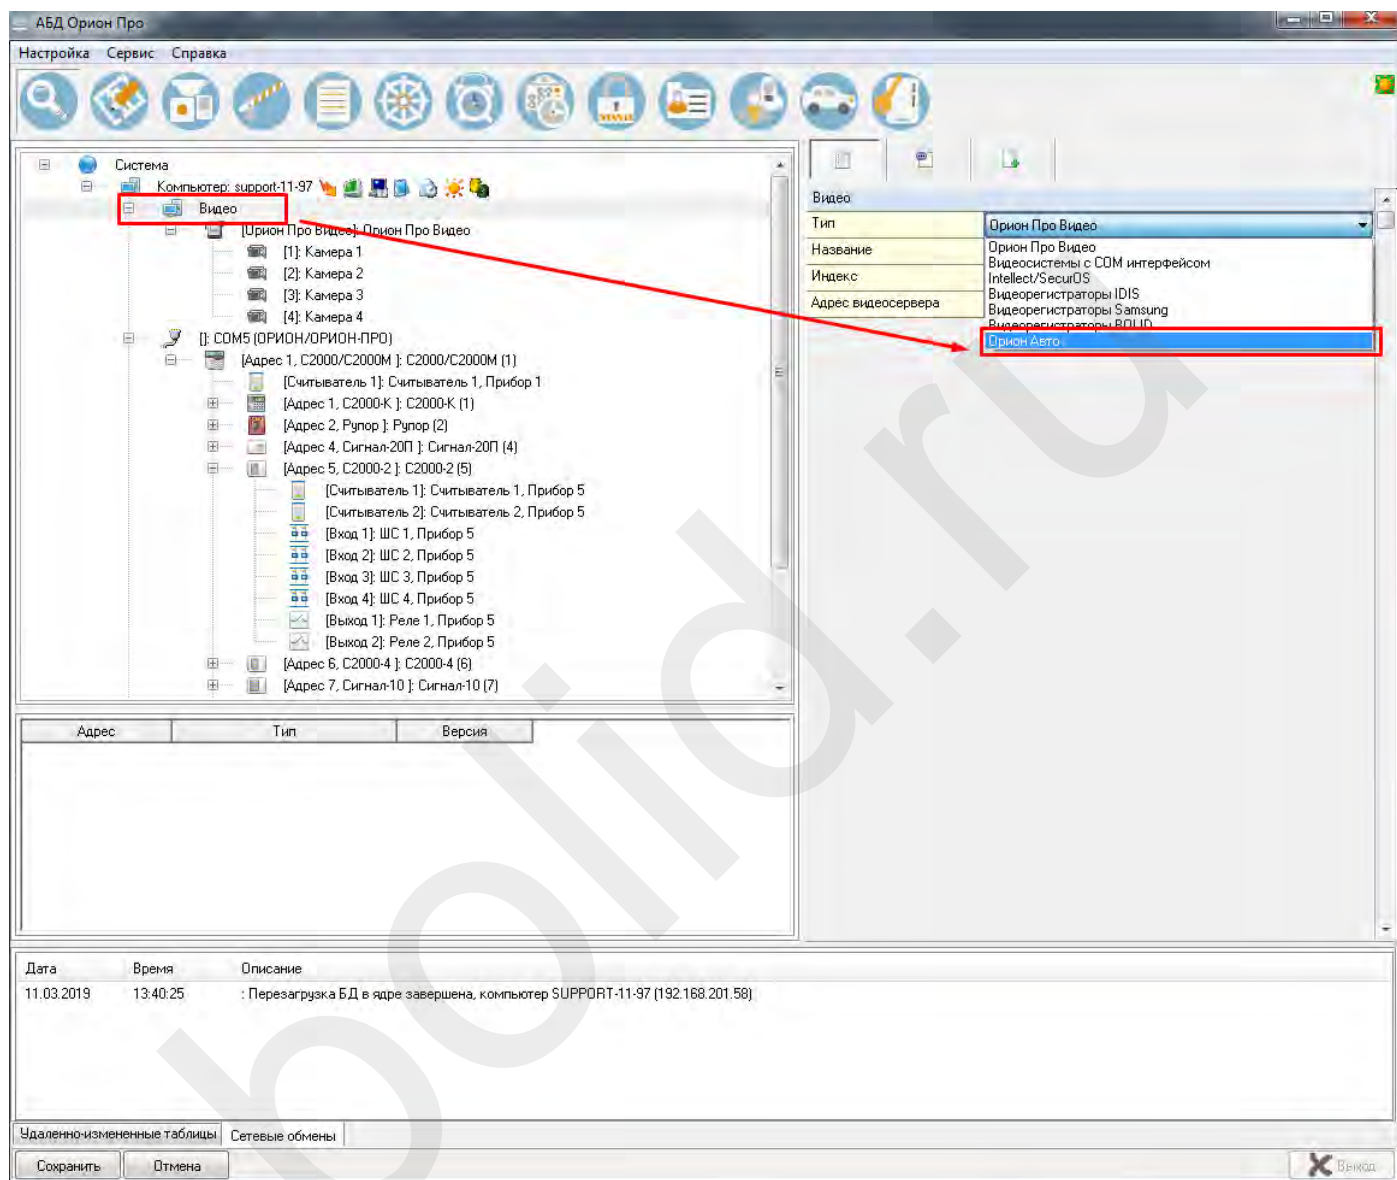 АБД Орион Про
Настройка Сервис Справка
Система
Компьютер: support-11-97
Видео
[Орион Про Видео]: Орион Про Видео
[1]: Камера 1
[2]: Камера 2
[3]: Камера 3
[4]: Камера 4
[]: COM5 (ОРИОН/ОРИОН-ПРО)
[Адрес 1, С2000/С2000М ]: С2000/С2000М (1)
[Считыватель 1]: Считыватель 1, Прибор 1
[Адрес 1, С2000-К ]: С2000-К (1)
[Адрес 2, Рупор ]: Рупор (2)
[Адрес 4, Сигнал-20П ]: Сигнал-20П (4)
[Адрес 5, С2000-2 ]: С2000-2 (5)
[Считыватель 1]: Считыватель 1, Прибор 5
[Считыватель 2]: Считыватель 2, Прибор 5
[Вход 1]: ШС 1, Прибор 5
[Вход 2]: ШС 2, Прибор 5
[Вход 3]: ШС 3, Прибор 5
[Вход 4]: ШС 4, Прибор 5
[Выход 1]: Реле 1, Прибор 5
[Выход 2]: Реле 2, Прибор 5
[Адрес 6, С2000-4 ]: С2000-4 (6)
[Адрес 7, Сигнал-10 ]: Сигнал-10 (7)
Видео
Тип Орион Про Видео
Название
Индекс
Адрес видеосервера
Орион Про Видео
Видеосистемы с COM интерфейсом
Intellect/SecurOS
Видеорегистраторы IDIS
Видеорегистраторы Samsung
Видеорегистраторы BOLID
Орион Авто
Адрес Тип Версия
Дата Время Описание
11.03.2019 13:40:25 : Перезагрузка БД в ядре завершена, компьютер SUPPORT-11-97 (192.168.201.58)
Удаленно-измененные таблицы Сетевые обмены
Сохранить Отмена Выход
bolid.ru